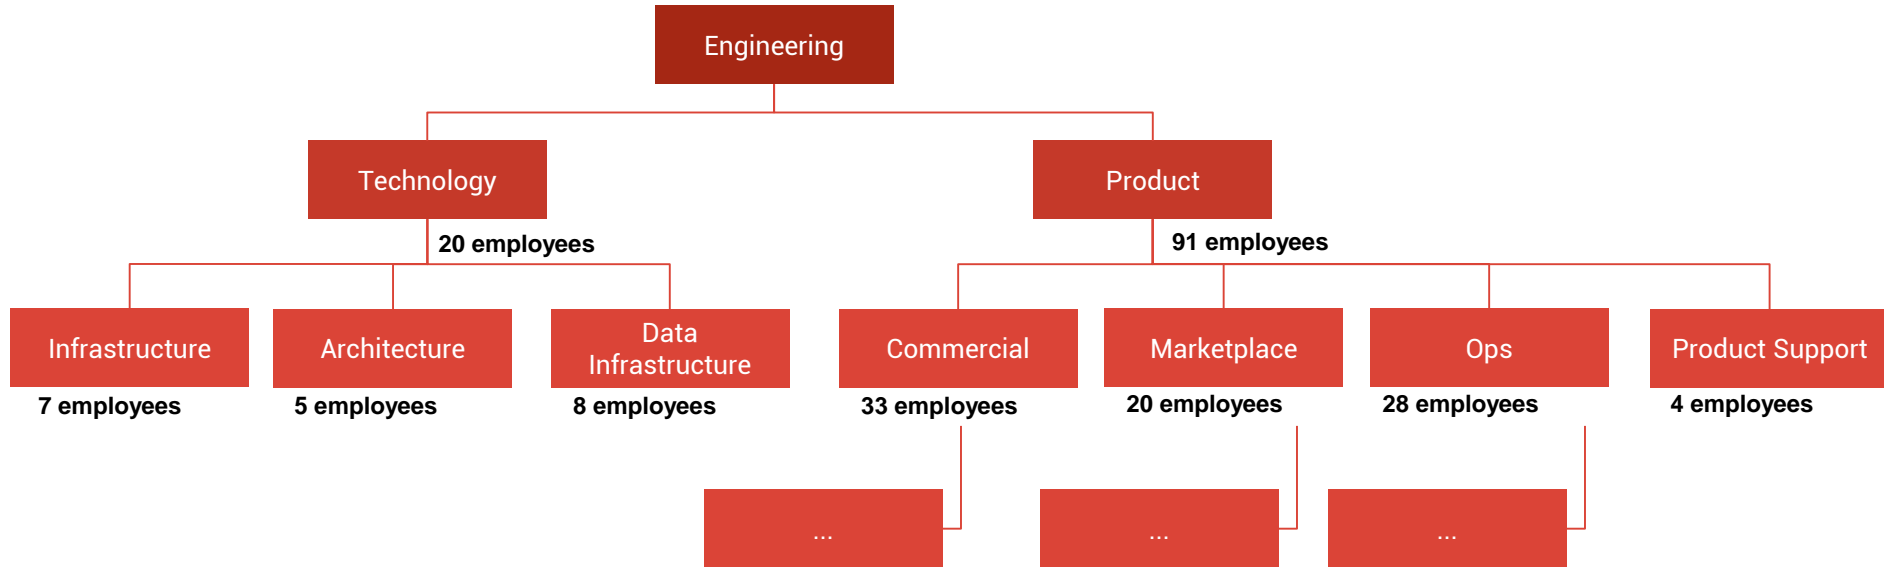 Engineering
Technology
Product
20 employees
91 employees
Infrastructure
Architecture
Data
Infrastructure
Commercial
Marketplace
Ops
Product Support
7 employees
5 employees
8 employees
33 employees
20 employees
28 employees
4 employees
...
...
...